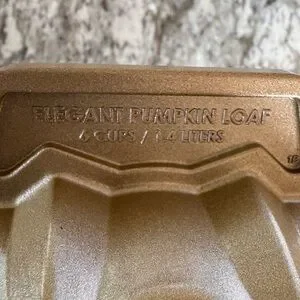 ELEGANT PUMPKIN LOAF
6 CUPS / 1.4 LITERS